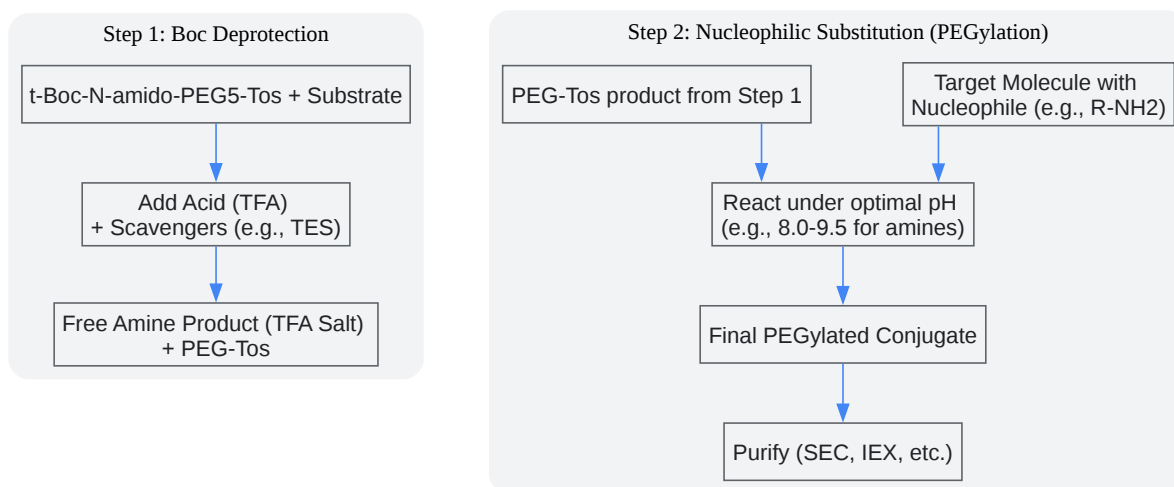 Step 1: Boc Deprotection
t-Boc-N-amido-PEG5-Tos + Substrate
Add Acid (TFA)
+ Scavengers (e.g., TES)
Free Amine Product (TFA Salt)
+ PEG-Tos
Step 2: Nucleophilic Substitution (PEGylation)
PEG-Tos product from Step 1
Target Molecule with
Nucleophile (e.g., R-NH2)
React under optimal pH
(e.g., 8.0-9.5 for amines)
Final PEGylated Conjugate
Purify (SEC, IEX, etc.)